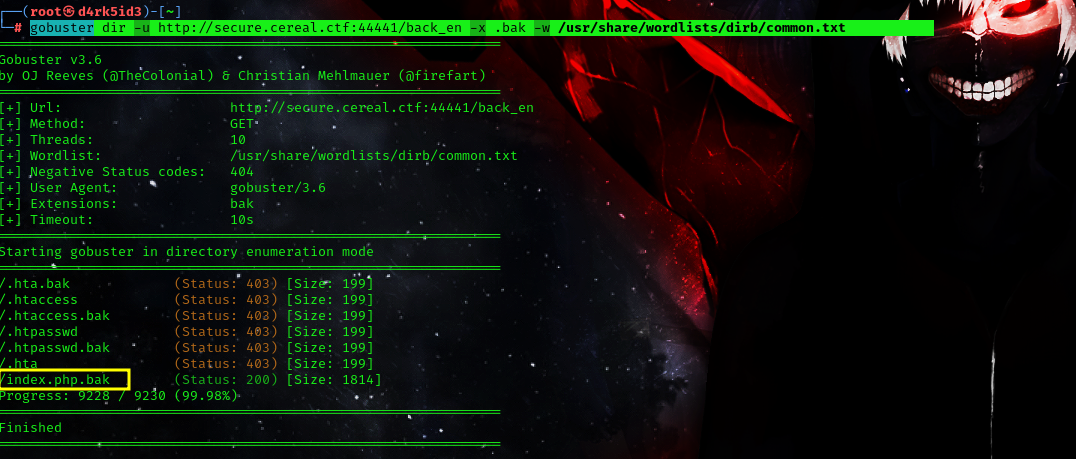 ┌──(root㉿d4rk5id3)-[~]
└─# gobuster dir -u http://secure.cereal.ctf:44441/back_en -x .bak -w /usr/share/wordlists/dirb/common.txt
Gobuster v3.6
by OJ Reeves (@TheColonial) & Christian Mehlmauer (@firefart)
[+] Url: http://secure.cereal.ctf:44441/back_en
[+] Method: GET
[+] Threads: 10
[+] Wordlist: /usr/share/wordlists/dirb/common.txt
[+] Negative Status codes: 404
[+] User Agent: gobuster/3.6
[+] Extensions: bak
[+] Timeout: 10s
Starting gobuster in directory enumeration mode
/.hta.bak (Status: 403) [Size: 199]
/.htaccess (Status: 403) [Size: 199]
/.htaccess.bak (Status: 403) [Size: 199]
/.htpasswd (Status: 403) [Size: 199]
/.htpasswd.bak (Status: 403) [Size: 199]
/.hta (Status: 403) [Size: 199]
/index.php.bak (Status: 200) [Size: 1814]
Progress: 9228 / 9230 (99.98%)
Finished